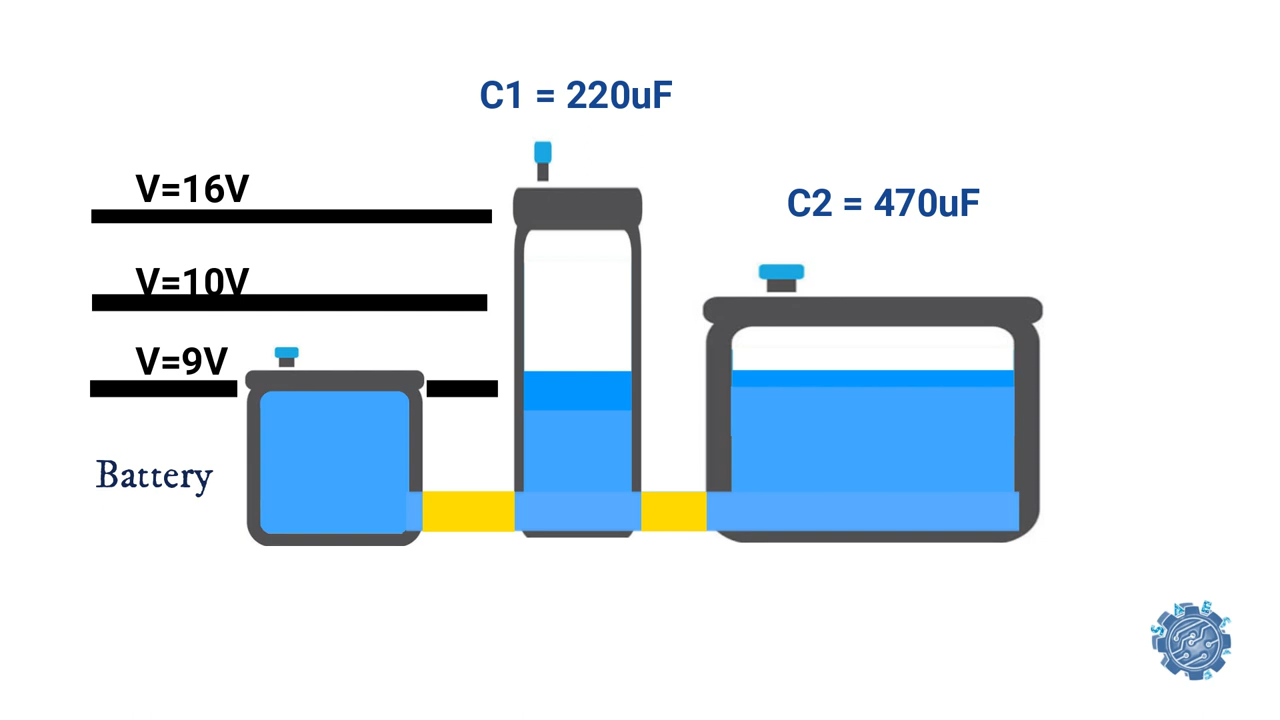 C1 = 220uF
V=16V
C2 = 470uF
V=10V
V=9V
Battery